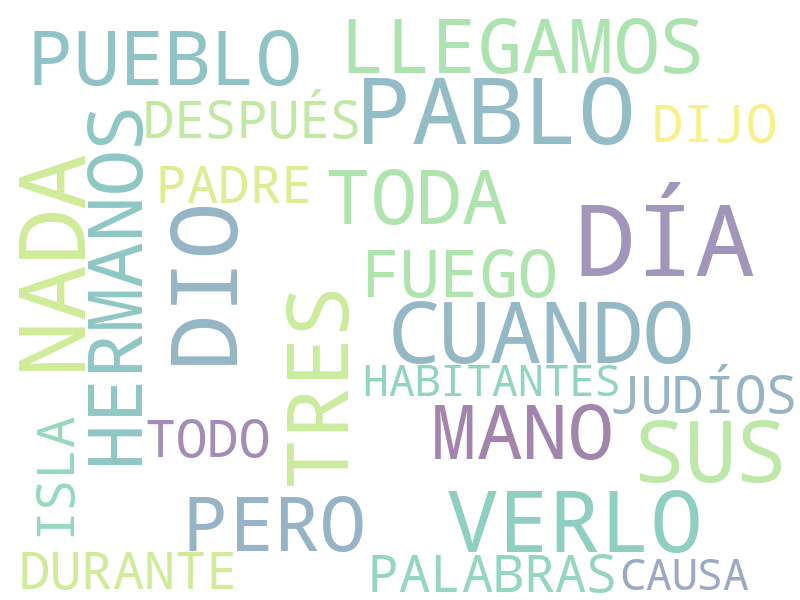 PUEBLO
LLEGAMOS
PABLO
DESPUÉS
DIJO
HERMANOS
NADA
PADRE
TODA
DÍA
DIO
FUEGO
TRES
CUANDO
HABITANTES
JUDÍOS
MANO
TODO
ISLA
SUS
PERO
VERLO
DURANTE
PALABRAS
CAUSA